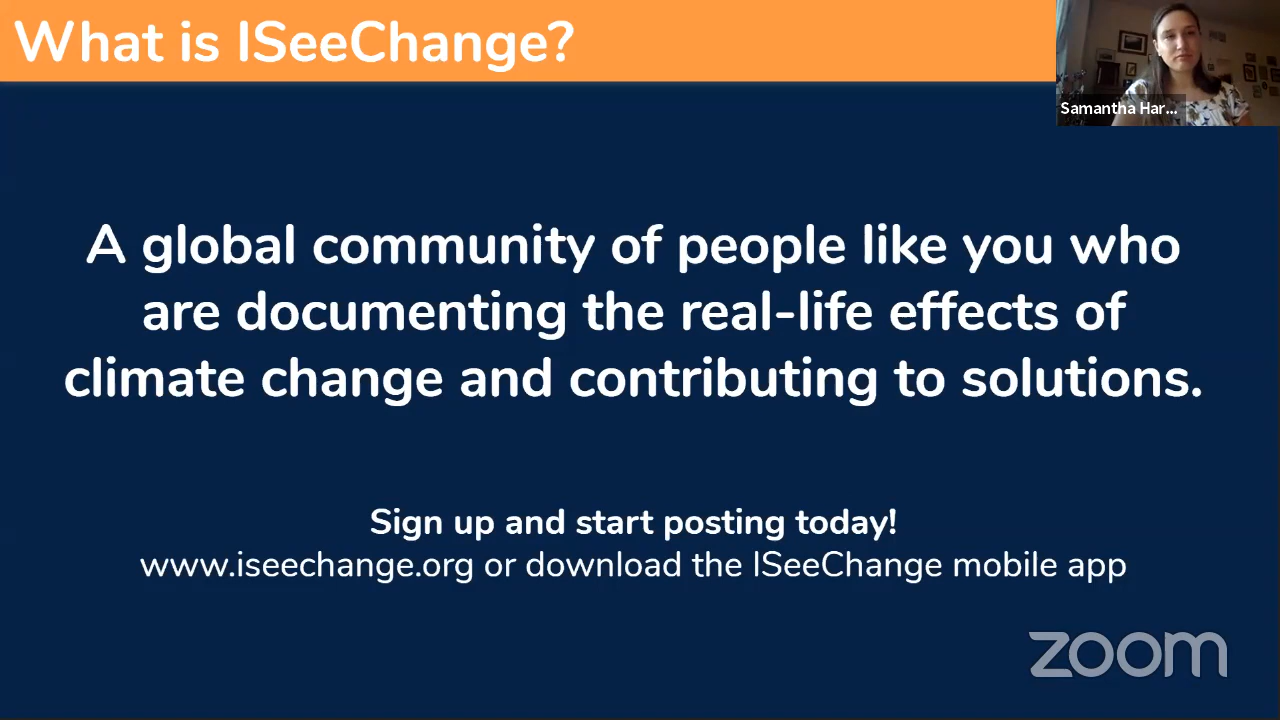 What is ISeeChange?
Samantha Har...
A global community of people like you who
are documenting the real-life effects of
climate change and contributing to solutions.
Sign up and start posting today!
www.iseechange.org or download the ISeeChange mobile app
zoom